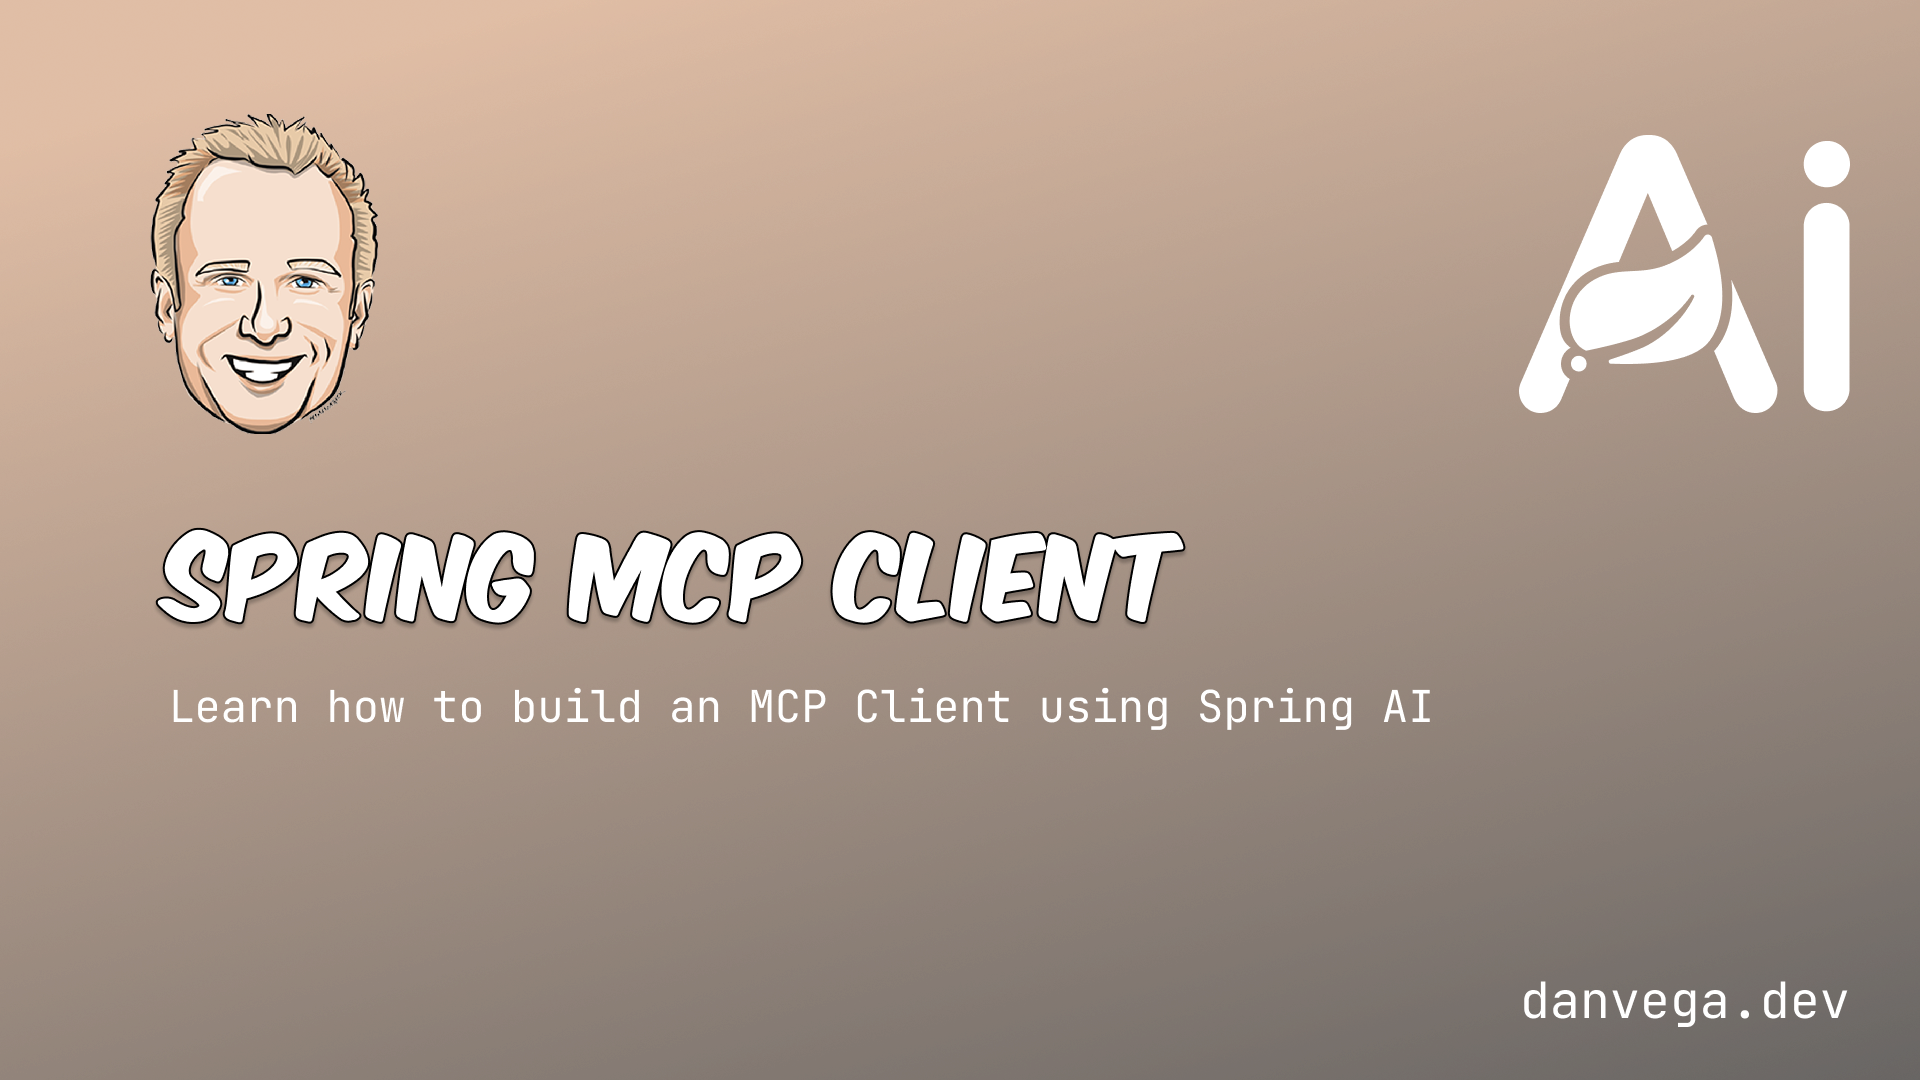 Ai
SPRING MCP CLIENT
Learn how to build an MCP Client using Spring AI
danvega.dev